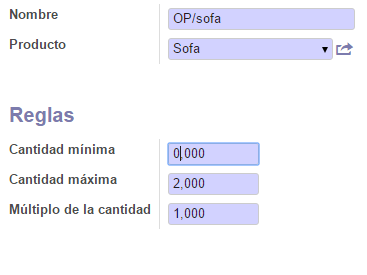 Nombre OP/sofa
Producto Sofa
Reglas
Cantidad mínima 0,000
Cantidad máxima 2,000
Múltiplo de la cantidad 1,000